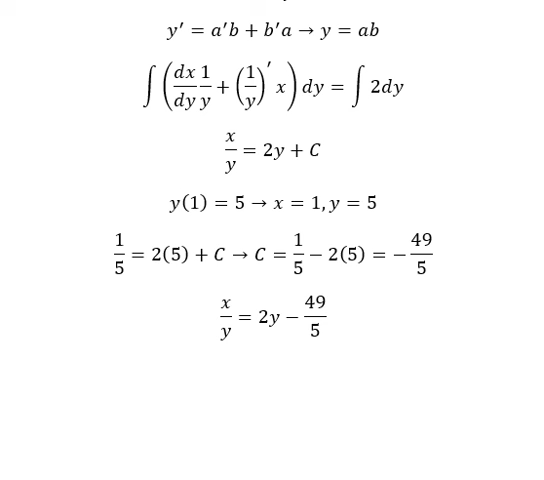 y′ = a′b + b′a → y = ab
∫ (dx/dy 1/y + (1/y)′ x) dy = ∫ 2dy
x/y = 2y + C
y(1) = 5 → x = 1, y = 5
1/5 = 2(5) + C → C = 1/5 − 2(5) = −49/5
x/y = 2y − 49/5